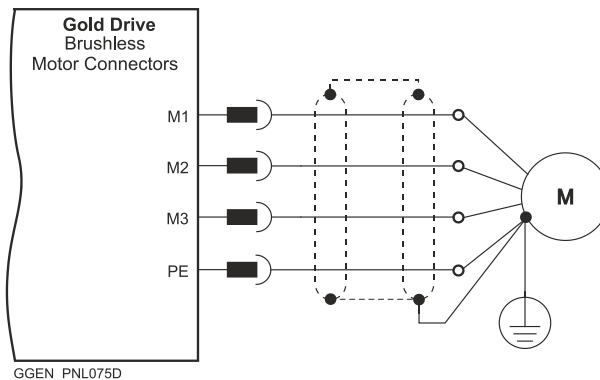 Gold Drive
Brushless
Motor Connectors
M1
M2
M3
PE
M
GGEN PNL075D